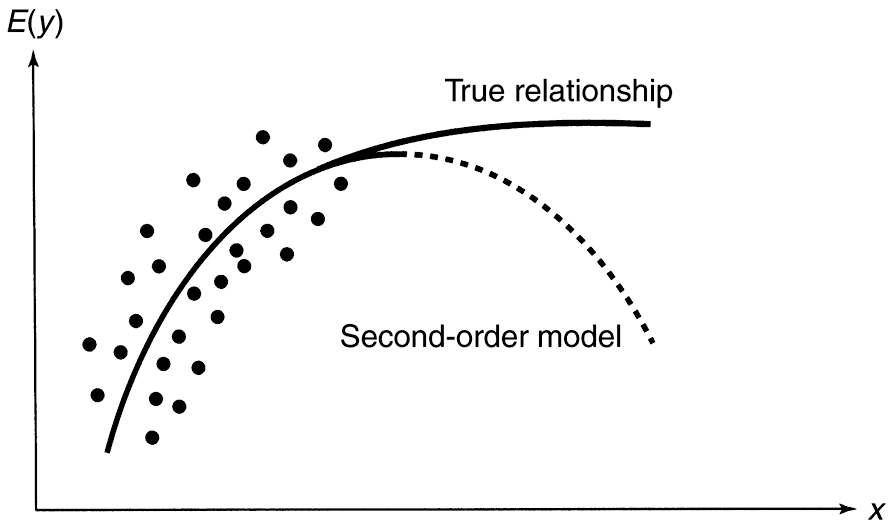 E(y)
True relationship
Second-order model
x